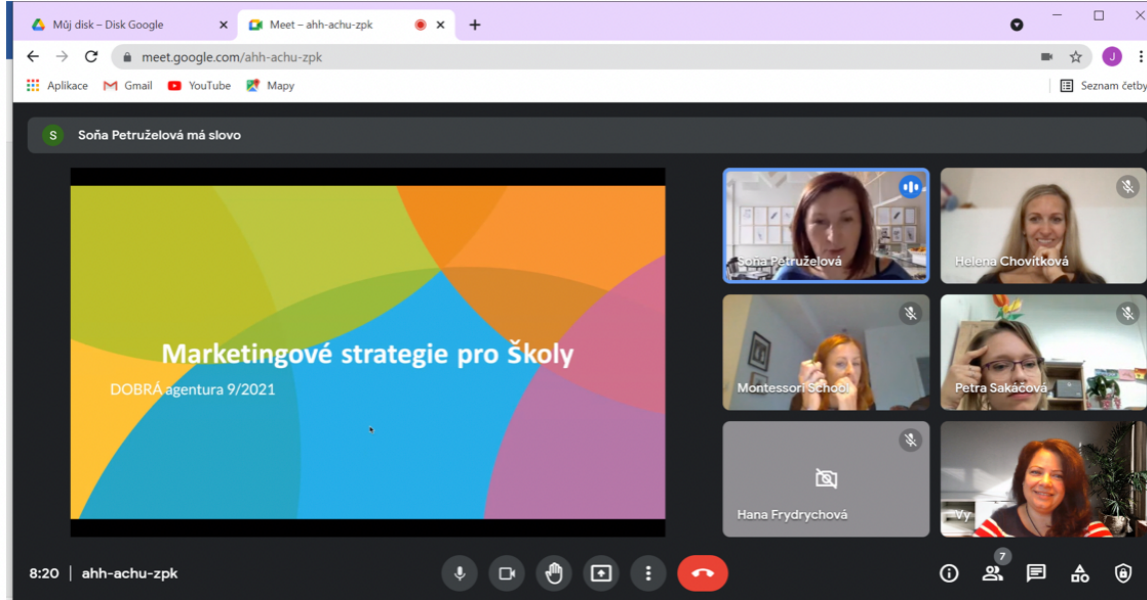 Můj disk – Disk Google
Meet – ahh-achu-zpk
meet.google.com/ahh-achu-zpk
J
Aplikace
Gmail
YouTube
Mapy
Seznam četby
S
Soňa Petruželová má slovo
Marketingové strategie pro Školy
DOBRÁ agentura 9/2021
Soňa Petruželová
Helena Chovítková
Montessori School
Petra Sakáčová
Hana Frydrychová
Vy
8:20 | ahh-achu-zpk
7